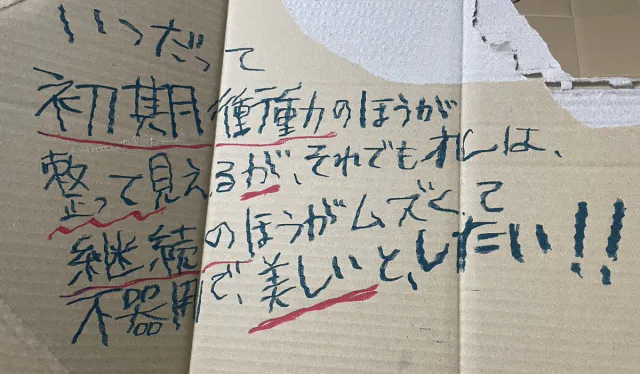 いつだって
初期衝動のほうが
整って見えるが、それでもオレは、
継続のほうがムズくて
不器用で、美しいと、したい!!